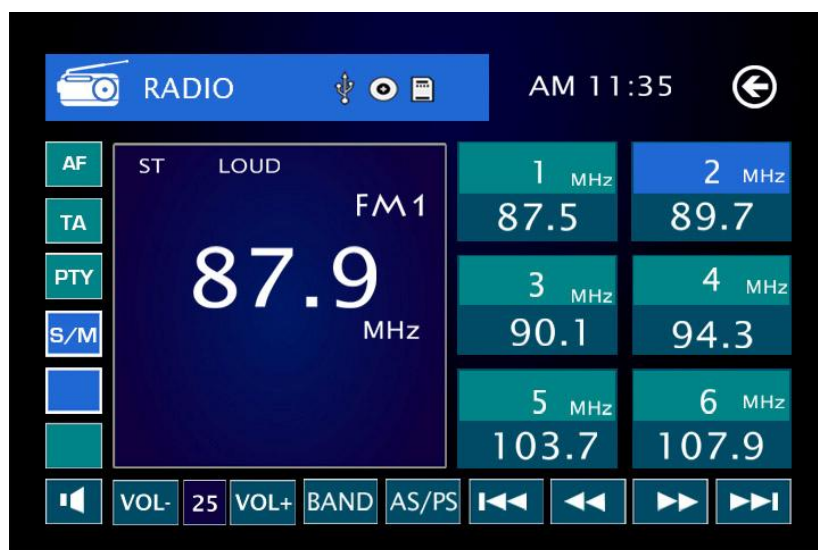 RADIO
AM 11:35
AF
TA
PTY
S/M
ST LOUD
FM1
87.9
MHz
1 MHz
87.5
2 MHz
89.7
3 MHz
90.1
4 MHz
94.3
5 MHz
103.7
6 MHz
107.9
VOL- 25 VOL+ BAND AS/PS